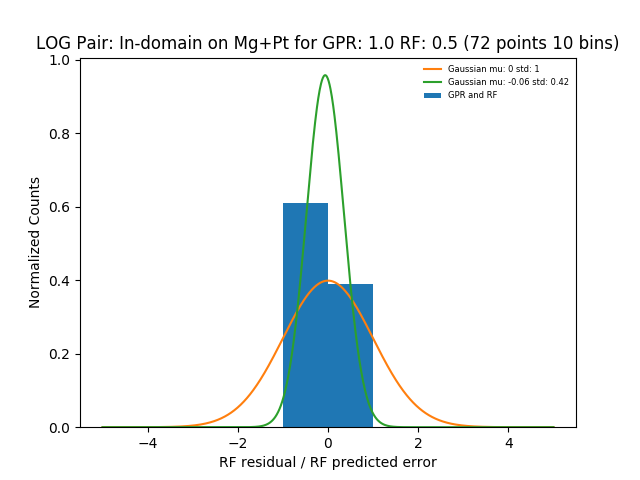 LOG Pair: In-domain on Mg+Pt for GPR: 1.0 RF: 0.5 (72 points 10 bins)
Gaussian mu: 0 std: 1
Gaussian mu: -0.06 std: 0.42
GPR and RF
Normalized Counts
1.0
0.8
0.6
0.4
0.2
0.0
−4
−2
0
2
4
RF residual / RF predicted error